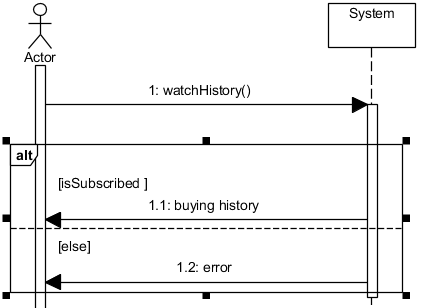 System
Actor
1: watchHistory()
alt
[isSubscribed ]
1.1: buying history
[else]
1.2: error